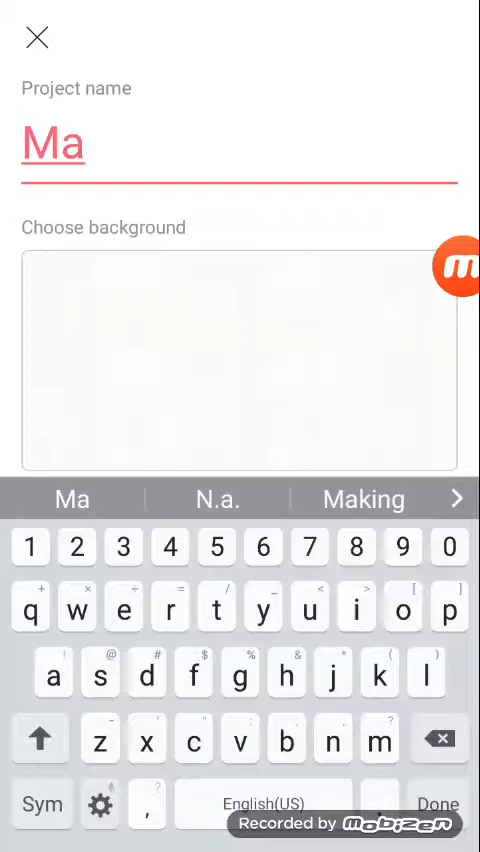 Project name
Ma
Choose background
m
Ma N.a. Making
1 2 3 4 5 6 7 8 9 0
+ × ÷ = / _ < > [ ]
q w e r t y u i o p
! @ # $ % & * ( )
a s d f g h j k l
- ' " : ; , ?
z x c v b n m
Sym , ? English(US) . Done
Recorded by mobizen